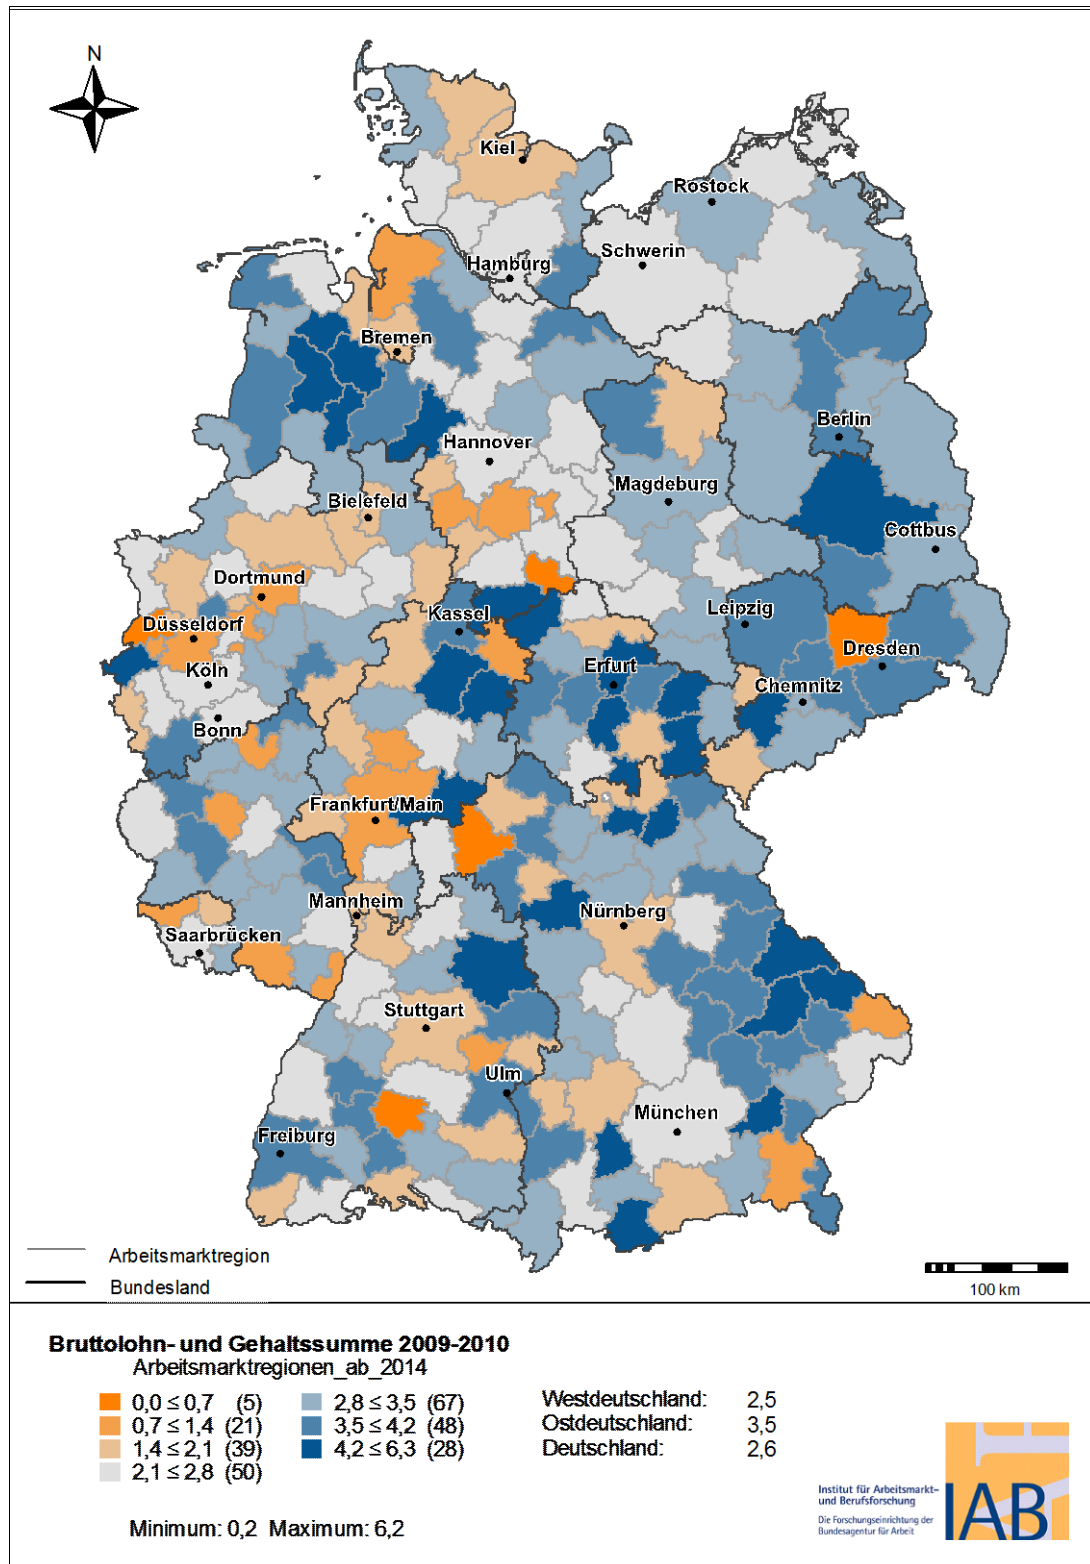 N
Kiel
Rostock
Schwerin
Hamburg
Bremen
Berlin
Hannover
Magdeburg
Bielefeld
Cottbus
Dortmund
Leipzig
Kassel
Düsseldorf
Dresden
Erfurt
Köln
Chemnitz
Bonn
Frankfurt/Main
Mannheim
Nürnberg
Saarbrücken
Stuttgart
Ulm
München
Freiburg
Arbeitsmarktregion
Bundesland
100 km
Bruttolohn- und Gehaltssumme 2009-2010
Arbeitsmarktregionen_ab_2014
0,0 ≤ 0,7 (5)
0,7 ≤ 1,4 (21)
1,4 ≤ 2,1 (39)
2,1 ≤ 2,8 (50)
2,8 ≤ 3,5 (67)
3,5 ≤ 4,2 (48)
4,2 ≤ 6,3 (28)
Westdeutschland: 2,5
Ostdeutschland: 3,5
Deutschland: 2,6
Minimum: 0,2 Maximum: 6,2
Institut für Arbeitsmarkt-
und Berufsforschung
Die Forschungseinrichtung der
Bundesagentur für Arbeit
IAB